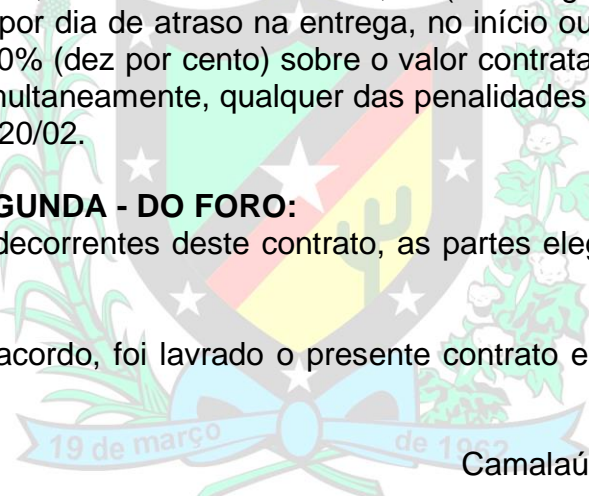 por dia de atraso na entrega, no início ou
0% (dez por cento) sobre o valor contrata
multaneamente, qualquer das penalidades
20/02.
GUNDA - DO FORO:
decorrentes deste contrato, as partes eleg
acordo, foi lavrado o presente contrato e
19 de março de 1962
Camalaú